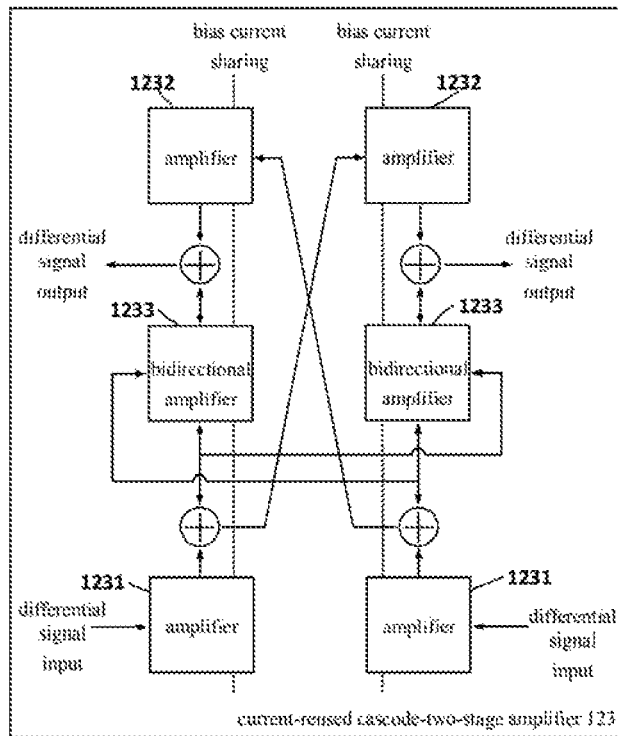 bias current sharing
bias current sharing
1232
1232
amplifier
amplifier
differential signal output
differential signal output
1233
1233
bidirectional amplifier
bidirectional amplifier
1231
1231
differential signal input
amplifier
amplifier
differential signal input
current-reused cascode-two-stage amplifier 123